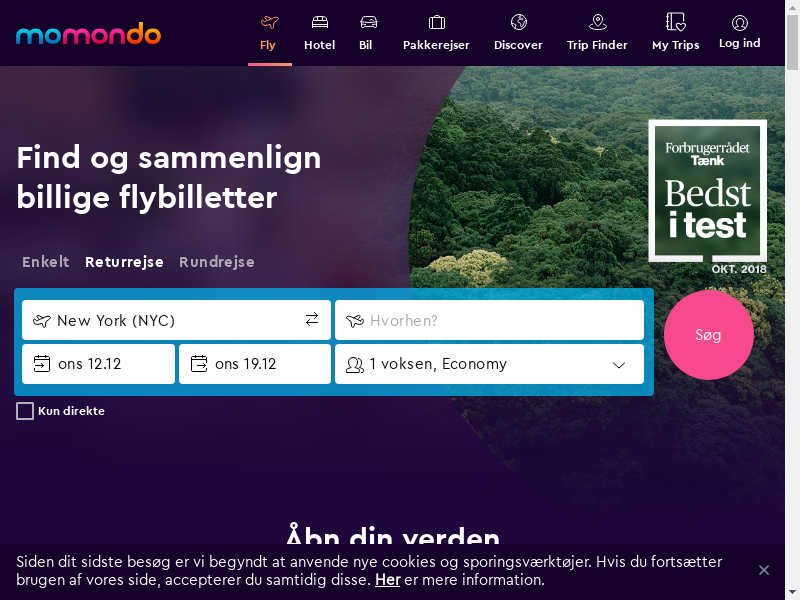 momondo
Fly
Hotel
Bil
Pakkerejser
Discover
Trip Finder
My Trips
Log ind
Find og sammenlign
billige flybilletter
Forbrugerrådet
Tænk
Bedst
i test
OKT. 2018
Enkelt
Returrejse
Rundrejse
New York (NYC)
Hvorhen?
ons 12.12
ons 19.12
1 voksen, Economy
Søg
Kun direkte
Åbn din verden
Siden dit sidste besøg er vi begyndt at anvende nye cookies og sporingsværktøjer. Hvis du fortsætter
brugen af vores side, accepterer du samtidig disse. Her er mere information.